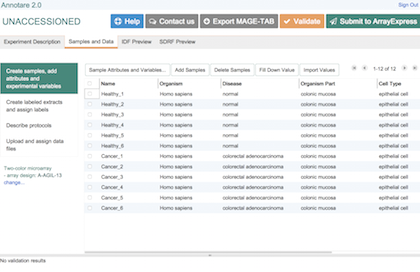 Annotare 2.0
Sign Out
UNACCESSIONED
Help
Contact us
Export MAGE-TAB
Validate
Submit to ArrayExpress
Experiment Description
Samples and Data
IDF Preview
SDRF Preview
Create samples, add attributes and experimental variables
Create labeled extracts and assign labels
Describe protocols
Upload and assign data files
Two-color microarray
- array design: A-AGIL-13
change...
Sample Attributes and Variables...
Add Samples
Delete Samples
Fill Down Value
Import Values
1-12 of 12
Name Organism Disease Organism Part Cell Type
Healthy_1 Homo sapiens normal colonic mucosa epithelial cell
Healthy_2 Homo sapiens normal colonic mucosa epithelial cell
Healthy_3 Homo sapiens normal colonic mucosa epithelial cell
Healthy_4 Homo sapiens normal colonic mucosa epithelial cell
Healthy_5 Homo sapiens normal colonic mucosa epithelial cell
Healthy_6 Homo sapiens normal colonic mucosa epithelial cell
Cancer_1 Homo sapiens colorectal adenocarcinoma colonic mucosa epithelial cell
Cancer_2 Homo sapiens colorectal adenocarcinoma colonic mucosa epithelial cell
Cancer_3 Homo sapiens colorectal adenocarcinoma colonic mucosa epithelial cell
Cancer_4 Homo sapiens colorectal adenocarcinoma colonic mucosa epithelial cell
Cancer_5 Homo sapiens colorectal adenocarcinoma colonic mucosa epithelial cell
Cancer_6 Homo sapiens colorectal adenocarcinoma colonic mucosa epithelial cell
No validation results